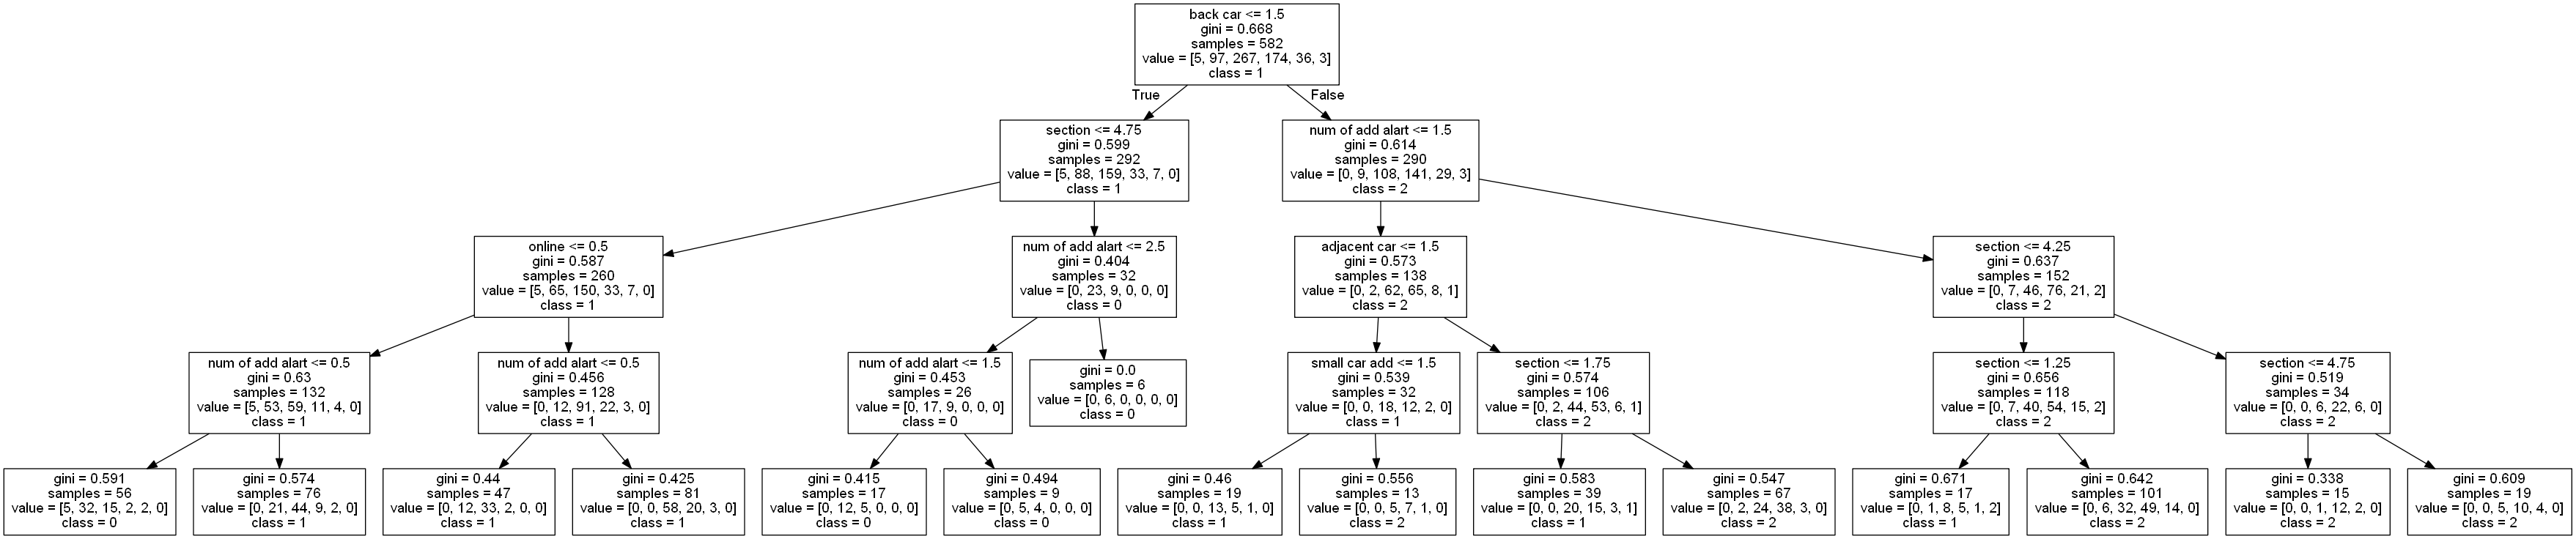 back car <= 1.5
gini = 0.668
samples = 582
value = [5, 97, 267, 174, 36, 3]
class = 1
True
False
section <= 4.75
gini = 0.599
samples = 292
value = [5, 88, 159, 33, 7, 0]
class = 1
num of add alart <= 1.5
gini = 0.614
samples = 290
value = [0, 9, 108, 141, 29, 3]
class = 2
online <= 0.5
gini = 0.587
samples = 260
value = [5, 65, 150, 33, 7, 0]
class = 1
num of add alart <= 2.5
gini = 0.404
samples = 32
value = [0, 23, 9, 0, 0, 0]
class = 0
adjacent car <= 1.5
gini = 0.573
samples = 138
value = [0, 2, 62, 65, 8, 1]
class = 2
section <= 4.25
gini = 0.637
samples = 152
value = [0, 7, 46, 76, 21, 2]
class = 2
num of add alart <= 0.5
gini = 0.63
samples = 132
value = [5, 53, 59, 11, 4, 0]
class = 1
num of add alart <= 0.5
gini = 0.456
samples = 128
value = [0, 12, 91, 22, 3, 0]
class = 1
num of add alart <= 1.5
gini = 0.453
samples = 26
value = [0, 17, 9, 0, 0, 0]
class = 0
gini = 0.0
samples = 6
value = [0, 6, 0, 0, 0, 0]
class = 0
small car add <= 1.5
gini = 0.539
samples = 32
value = [0, 0, 18, 12, 2, 0]
class = 1
section <= 1.75
gini = 0.574
samples = 106
value = [0, 2, 44, 53, 6, 1]
class = 2
section <= 1.25
gini = 0.656
samples = 118
value = [0, 7, 40, 54, 15, 2]
class = 2
section <= 4.75
gini = 0.519
samples = 34
value = [0, 0, 6, 22, 6, 0]
class = 2
gini = 0.591
samples = 56
value = [5, 32, 15, 2, 2, 0]
class = 0
gini = 0.574
samples = 76
value = [0, 21, 44, 9, 2, 0]
class = 1
gini = 0.44
samples = 47
value = [0, 12, 33, 2, 0, 0]
class = 1
gini = 0.425
samples = 81
value = [0, 0, 58, 20, 3, 0]
class = 1
gini = 0.415
samples = 17
value = [0, 12, 5, 0, 0, 0]
class = 0
gini = 0.494
samples = 9
value = [0, 5, 4, 0, 0, 0]
class = 0
gini = 0.46
samples = 19
value = [0, 0, 13, 5, 1, 0]
class = 1
gini = 0.556
samples = 13
value = [0, 0, 5, 7, 1, 0]
class = 2
gini = 0.583
samples = 39
value = [0, 0, 20, 15, 3, 1]
class = 1
gini = 0.547
samples = 67
value = [0, 2, 24, 38, 3, 0]
class = 2
gini = 0.671
samples = 17
value = [0, 1, 8, 5, 1, 2]
class = 1
gini = 0.642
samples = 101
value = [0, 6, 32, 49, 14, 0]
class = 2
gini = 0.338
samples = 15
value = [0, 0, 1, 12, 2, 0]
class = 2
gini = 0.609
samples = 19
value = [0, 0, 5, 10, 4, 0]
class = 2